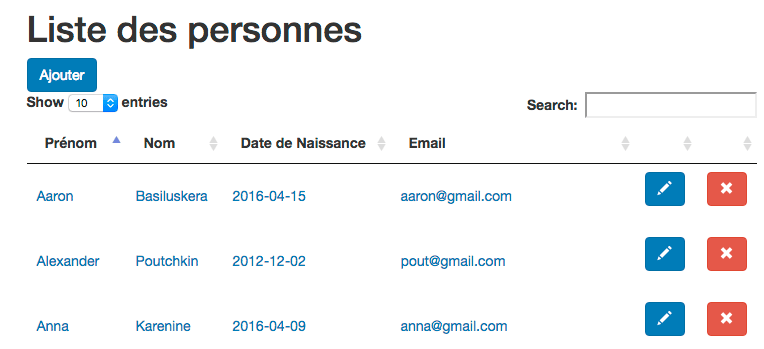 Liste des personnes
Ajouter
Show 10 entries Search:
Prénom Nom Date de Naissance Email
Aaron Basiluskera 2016-04-15 aaron@gmail.com
Alexander Poutchkin 2012-12-02 pout@gmail.com
Anna Karenine 2016-04-09 anna@gmail.com